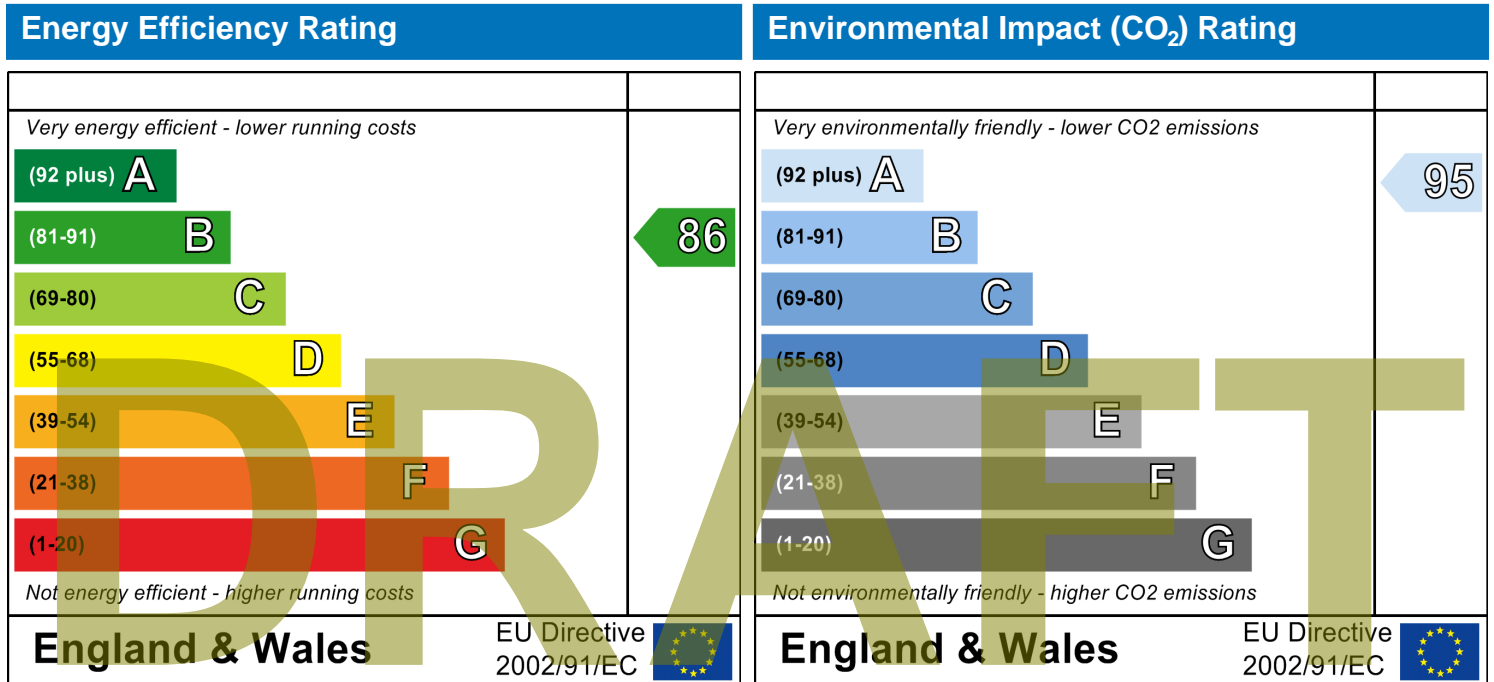 Energy Efficiency Rating
Very energy efficient - lower running costs
(92 plus) A
(81-91) B
86
(69-80) C
(55-68) D
(39-54) E
(21-38) F
(1-20) G
Not energy efficient - higher running costs
England & Wales
EU Directive
2002/91/EC
Environmental Impact (CO₂) Rating
Very environmentally friendly - lower CO2 emissions
(92 plus) A
95
(81-91) B
(69-80) C
(55-68) D
(39-54) E
(21-38) F
(1-20) G
Not environmentally friendly - higher CO2 emissions
England & Wales
EU Directive
2002/91/EC
DRAFT